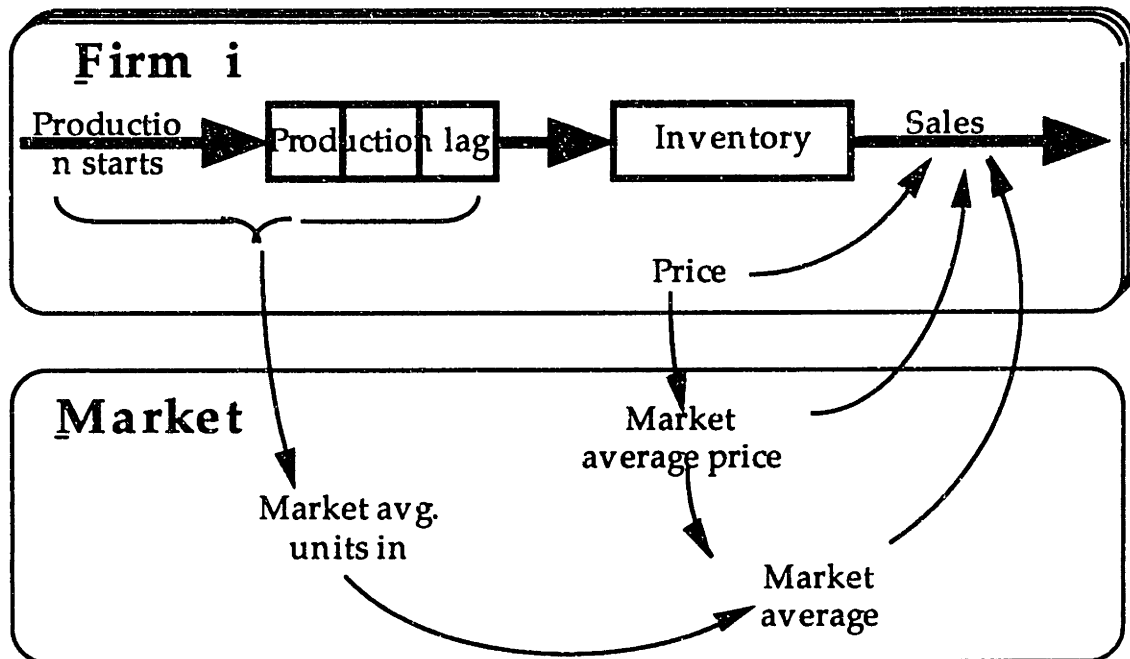 Firm i
Productio
n starts
Production lag
Inventory
Sales
Price
Market
Market
average price
Market avg.
units in
Market
average